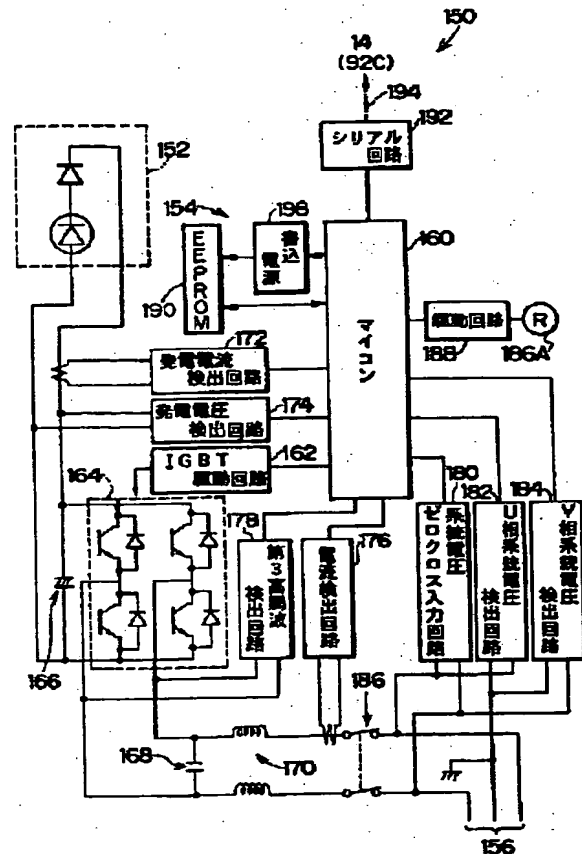 150
14
(92C)
194
192
シリアル
回路
152
154
198
160
書込
電源
EEPROM
190
マイコン
駆動回路
188
R
186A
172
発電電流
検出回路
174
発電電圧
検出回路
162
IGBT
駆動回路
164
180
182
184
178
176
第3高調波
検出回路
電流検出回路
系統電圧
ゼロクロス入力回路
U相系統電圧
検出回路
V相系統電圧
検出回路
166
186
168
170
156